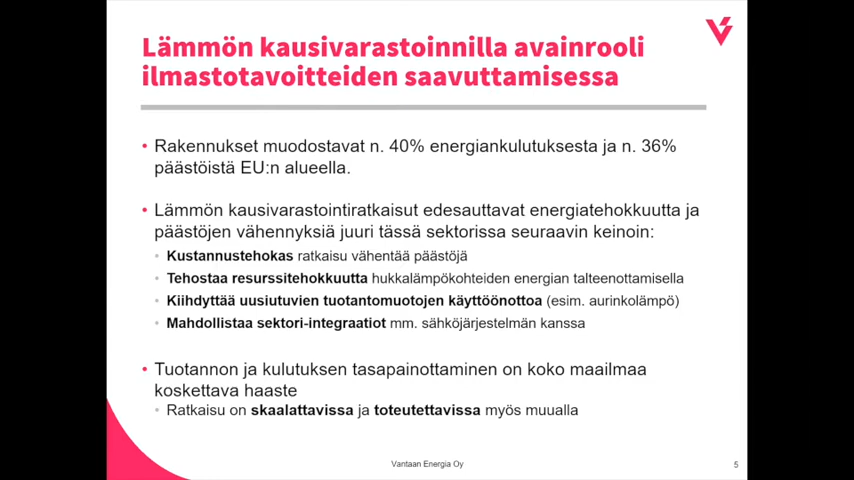 Lämmön kausivarastoinnilla avainrooli
ilmastotavoitteiden saavuttamisessa
• Rakennukset muodostavat n. 40% energiankulutuksesta ja n. 36%
päästöistä EU:n alueella.
• Lämmön kausivarastointiratkaisut edesauttavat energiatehokkuutta ja
päästöjen vähennyksiä juuri tässä sektorissa seuraavin keinoin:
• Kustannustehokas ratkaisu vähentää päästöjä
• Tehostaa resurssitehokkuutta hukkalämpökohteiden energian talteenottamisella
• Kiihdyttää uusiutuvien tuotantomuotojen käyttöönottoa (esim. aurinkolämpö)
• Mahdollistaa sektori-integraatiot mm. sähköjärjestelmän kanssa
• Tuotannon ja kulutuksen tasapainottaminen on koko maailmaa
koskettava haaste
• Ratkaisu on skaalattavissa ja toteutettavissa myös muualla
Vantaan Energia Oy
5